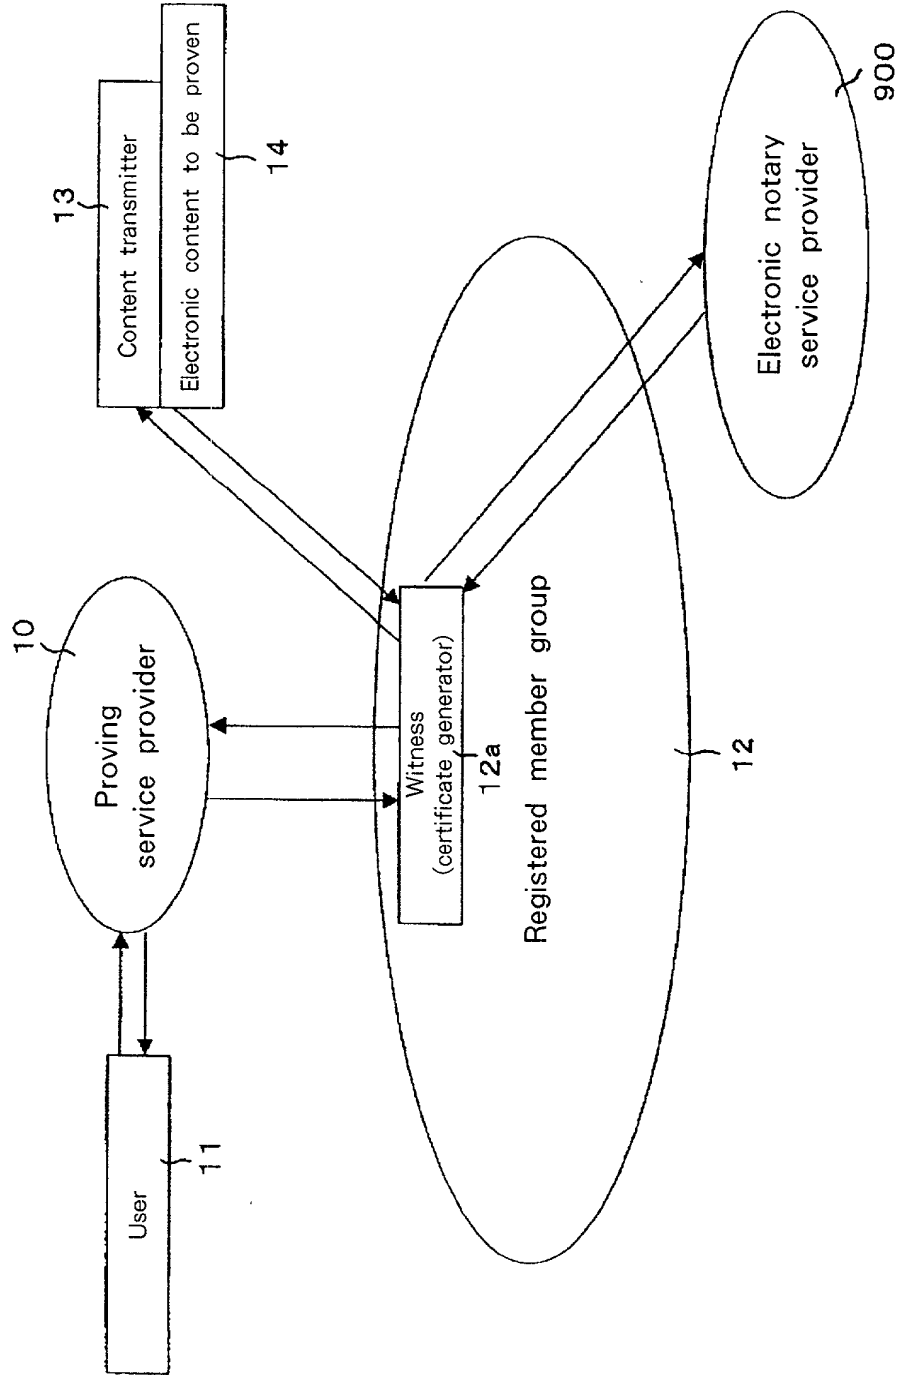 10
Proving
service provider
13
Content transmitter
Electronic content to be proven
14
User
11
Witness
(certificate generator)
12a
Registered member group
12
Electronic notary
service provider
900